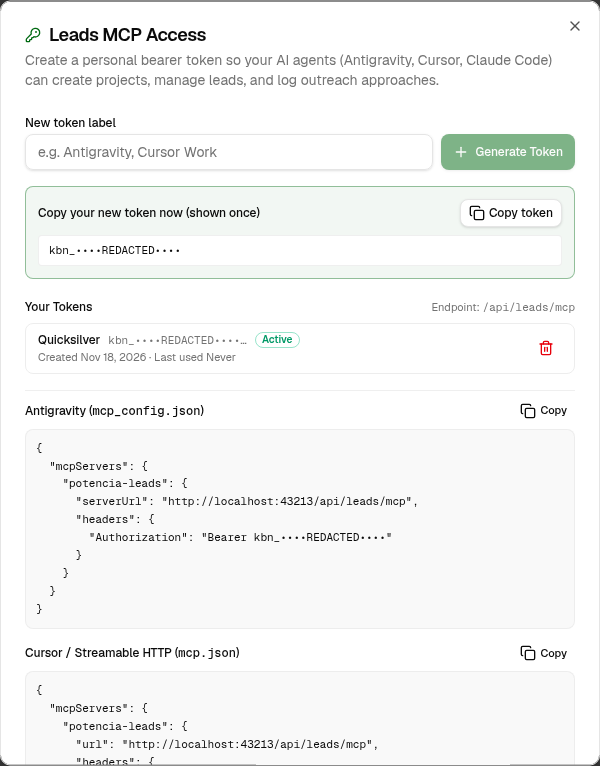 Leads MCP Access
Create a personal bearer token so your AI agents (Antigravity, Cursor, Claude Code)
can create projects, manage leads, and log outreach approaches.
New token label
e.g. Antigravity, Cursor Work
Generate Token
Copy your new token now (shown once)
Copy token
kbn_••••REDACTED••••
Your Tokens
Endpoint: /api/leads/mcp
Quicksilver kbn_••••REDACTED••••… Active
Created Nov 18, 2026 · Last used Never
Antigravity (mcp_config.json)
Copy
{
  "mcpServers": {
    "potencia-leads": {
      "serverUrl": "http://localhost:43213/api/leads/mcp",
      "headers": {
        "Authorization": "Bearer kbn_••••REDACTED••••"
      }
    }
  }
}
Cursor / Streamable HTTP (mcp.json)
Copy
{
  "mcpServers": {
    "potencia-leads": {
      "url": "http://localhost:43213/api/leads/mcp",
      "headers": {